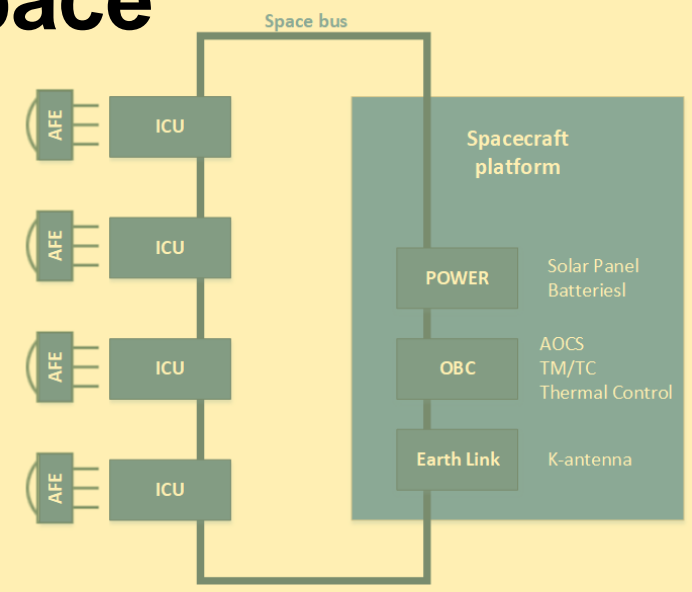 pace
Space bus
AFE
ICU
Spacecraft
platform
AFE
ICU
POWER
Solar Panel
Batteriesl
AFE
ICU
OBC
AOCS
TM/TC
Thermal Control
AFE
ICU
Earth Link
K-antenna